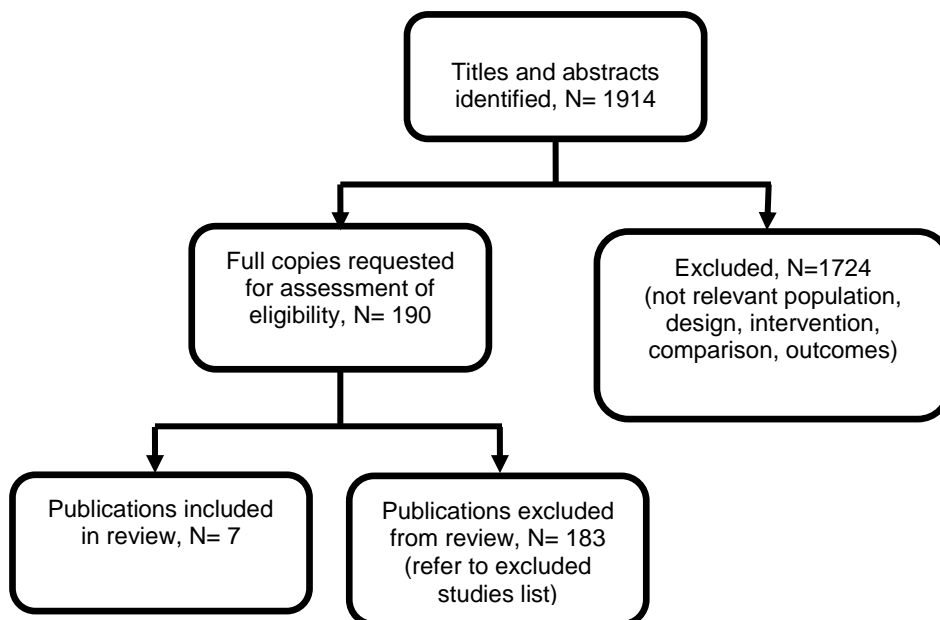 Titles and abstracts
identified, N= 1914
Full copies requested
for assessment of
eligibility, N= 190
Excluded, N=1724
(not relevant population,
design, intervention,
comparison, outcomes)
Publications included
in review, N= 7
Publications excluded
from review, N= 183
(refer to excluded
studies list)